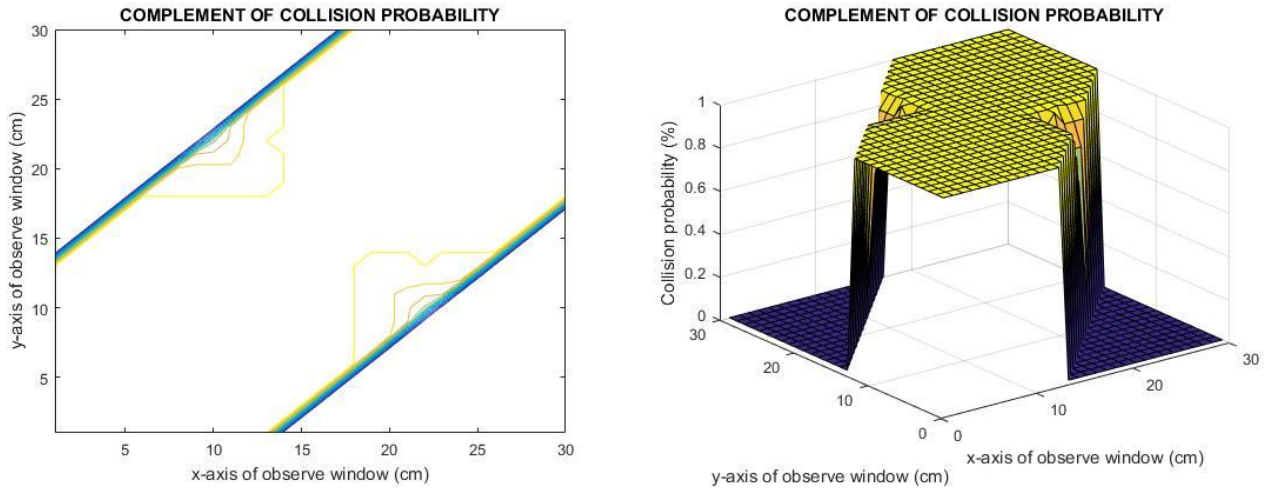 COMPLEMENT OF COLLISION PROBABILITY
30
25
20
15
10
5
y-axis of observe window (cm)
5 10 15 20 25 30
x-axis of observe window (cm)
COMPLEMENT OF COLLISION PROBABILITY
1
0.8
0.6
0.4
0.2
0
Collision probability (%)
30
20
10
0
y-axis of observe window (cm)
0
10
20
30
x-axis of observe window (cm)